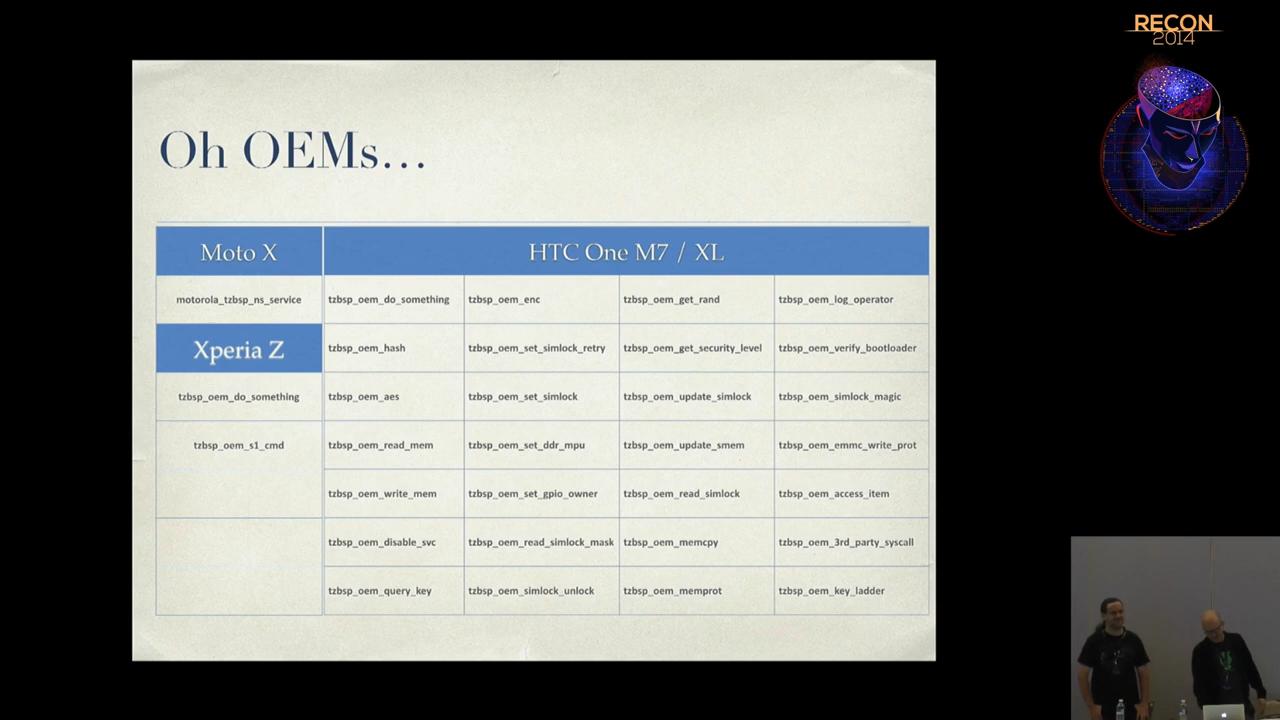 RECON
2014
Oh OEMs...
Moto X
HTC One M7 / XL
motorola_tzbsp_ns_service
tzbsp_oem_do_something
tzbsp_oem_enc
tzbsp_oem_get_rand
tzbsp_oem_log_operator
Xperia Z
tzbsp_oem_hash
tzbsp_oem_set_simlock_retry
tzbsp_oem_get_security_level
tzbsp_oem_verify_bootloader
tzbsp_oem_do_something
tzbsp_oem_aes
tzbsp_oem_set_simlock
tzbsp_oem_update_simlock
tzbsp_oem_simlock_magic
tzbsp_oem_s1_cmd
tzbsp_oem_read_mem
tzbsp_oem_set_ddr_mpu
tzbsp_oem_update_smem
tzbsp_oem_emmc_write_prot
tzbsp_oem_write_mem
tzbsp_oem_set_gpio_owner
tzbsp_oem_read_simlock
tzbsp_oem_access_item
tzbsp_oem_disable_svc
tzbsp_oem_read_simlock_mask
tzbsp_oem_memcpy
tzbsp_oem_3rd_party_syscall
tzbsp_oem_query_key
tzbsp_oem_simlock_unlock
tzbsp_oem_memprot
tzbsp_oem_key_ladder